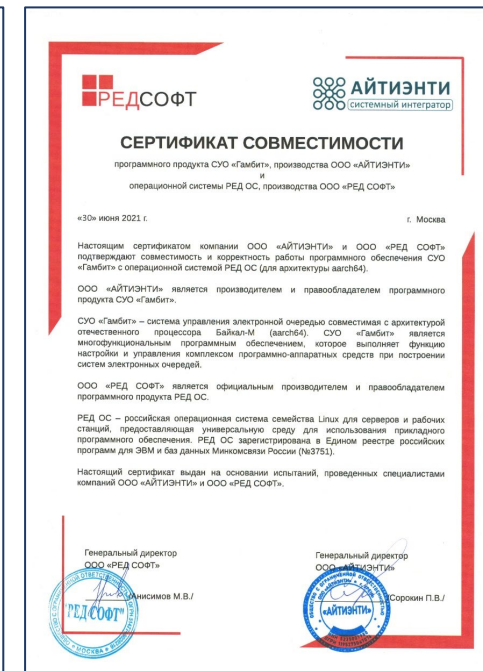 РЕДСОФТ
АЙТИЭНТИ
системный интегратор
СЕРТИФИКАТ СОВМЕСТИМОСТИ
программного продукта СУО «Гамбит», производства ООО «АЙТИЭНТИ»
и
операционной системы РЕД ОС, производства ООО «РЕД СОФТ»
«30» июня 2021 г. г. Москва
Настоящим сертификатом компании ООО «АЙТИЭНТИ» и ООО «РЕД СОФТ»
подтверждают совместимость и корректность работы программного обеспечения СУО
«Гамбит» с операционной системой РЕД ОС (для архитектуры aarch64).
ООО «АЙТИЭНТИ» является производителем и правообладателем программного
продукта СУО «Гамбит».
СУО «Гамбит» – система управления электронной очередью совместимая с архитектурой
отечественного процессора Байкал-М (aarch64). СУО «Гамбит» является
многофункциональным программным обеспечением, которое выполняет функцию
настройки и управления комплексом программно-аппаратных средств при построении
систем электронных очередей.
ООО «РЕД СОФТ» является официальным производителем и правообладателем
программного продукта РЕД ОС.
РЕД ОС – российская операционная система семейства Linux для серверов и рабочих
станций, предоставляющая универсальную среду для использования прикладного
программного обеспечения. РЕД ОС зарегистрирована в Едином реестре российских
программ для ЭВМ и баз данных Минкомсвязи России (№3751).
Настоящий сертификат выдан на основании испытаний, проведенных специалистами
компаний ООО «АЙТИЭНТИ» и ООО «РЕД СОФТ».
Генеральный директор
ООО «РЕД СОФТ»
/Анисимов М.В./
"РЕД СОФТ"
МОСКВА
Генеральный директор
ООО «АЙТИЭНТИ»
/Сорокин П.В./
«АЙТИЭНТИ»